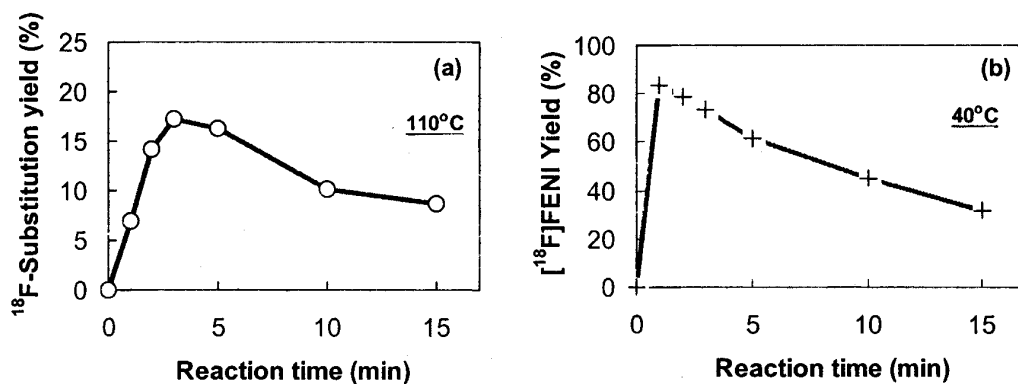 25
20
15
10
5
0
0
5
10
15
¹⁸F-Substitution yield (%)
Reaction time (min)
(a)
110°C
100
80
60
40
20
0
0
5
10
15
[¹⁸F]FENI Yield (%)
Reaction time (min)
(b)
40°C